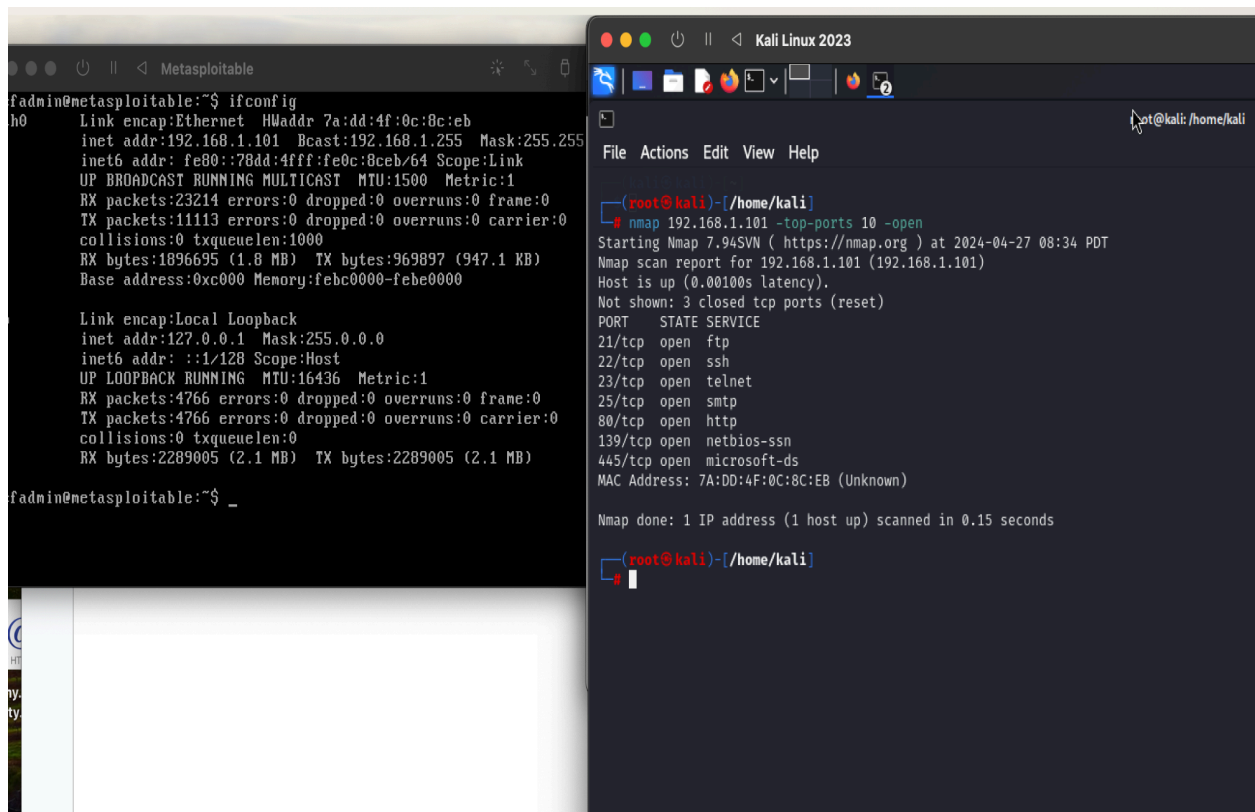 Metasploitable
fadmin@metasploitable:~$ ifconfig
h0 Link encap:Ethernet HWaddr 7a:dd:4f:0c:8c:eb
inet addr:192.168.1.101 Bcast:192.168.1.255 Mask:255.255
inet6 addr: fe80::78dd:4fff:fe0c:8ceb/64 Scope:Link
UP BROADCAST RUNNING MULTICAST MTU:1500 Metric:1
RX packets:23214 errors:0 dropped:0 overruns:0 frame:0
TX packets:11113 errors:0 dropped:0 overruns:0 carrier:0
collisions:0 txqueuelen:1000
RX bytes:1896695 (1.8 MB) TX bytes:969897 (947.1 KB)
Base address:0xc000 Memory:febc0000-febe0000
Link encap:Local Loopback
inet addr:127.0.0.1 Mask:255.0.0.0
inet6 addr: ::1/128 Scope:Host
UP LOOPBACK RUNNING MTU:16436 Metric:1
RX packets:4766 errors:0 dropped:0 overruns:0 frame:0
TX packets:4766 errors:0 dropped:0 overruns:0 carrier:0
collisions:0 txqueuelen:0
RX bytes:2289005 (2.1 MB) TX bytes:2289005 (2.1 MB)
fadmin@metasploitable:~$ _
HT
ny.
ty.
Kali Linux 2023
2
root@kali: /home/kali
File Actions Edit View Help
(root㉿kali)-[/home/kali]
# nmap 192.168.1.101 -top-ports 10 -open
Starting Nmap 7.94SVN ( https://nmap.org ) at 2024-04-27 08:34 PDT
Nmap scan report for 192.168.1.101 (192.168.1.101)
Host is up (0.00100s latency).
Not shown: 3 closed tcp ports (reset)
PORT STATE SERVICE
21/tcp open ftp
22/tcp open ssh
23/tcp open telnet
25/tcp open smtp
80/tcp open http
139/tcp open netbios-ssn
445/tcp open microsoft-ds
MAC Address: 7A:DD:4F:0C:8C:EB (Unknown)
Nmap done: 1 IP address (1 host up) scanned in 0.15 seconds
(root㉿kali)-[/home/kali]
#